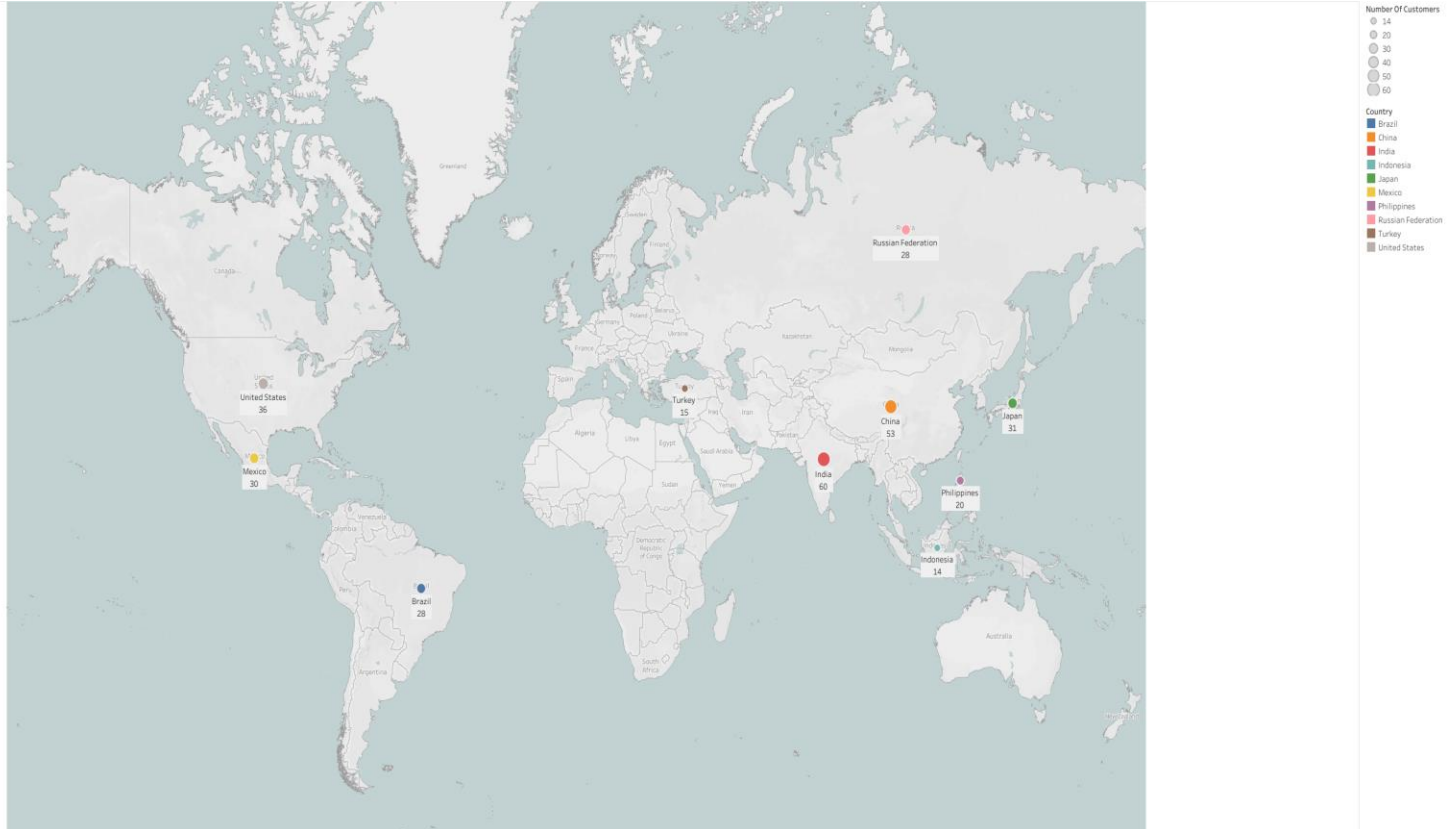 Number Of Customers
14
20
30
40
50
60
Country
Brazil
China
India
Indonesia
Japan
Mexico
Philippines
Russian Federation
Turkey
United States
Greenland
Sweden
Finland
Norway
Russian Federation
28
Canada
Poland
Belarus
Germany
Ukraine
France
Kazakhstan
Mongolia
Spain
United
United States
36
Turkey
15
Iraq
Iran
China
53
Japan
31
Algeria
Libya
Egypt
Pakistan
Saudi Arabia
Mexico
30
India
60
Sudan
Yemen
Philippines
20
Venezuela
Colombia
Democratic
Republic
of Congo
Indonesia
14
Peru
Brazil
28
Australia
South
Africa
Argentina